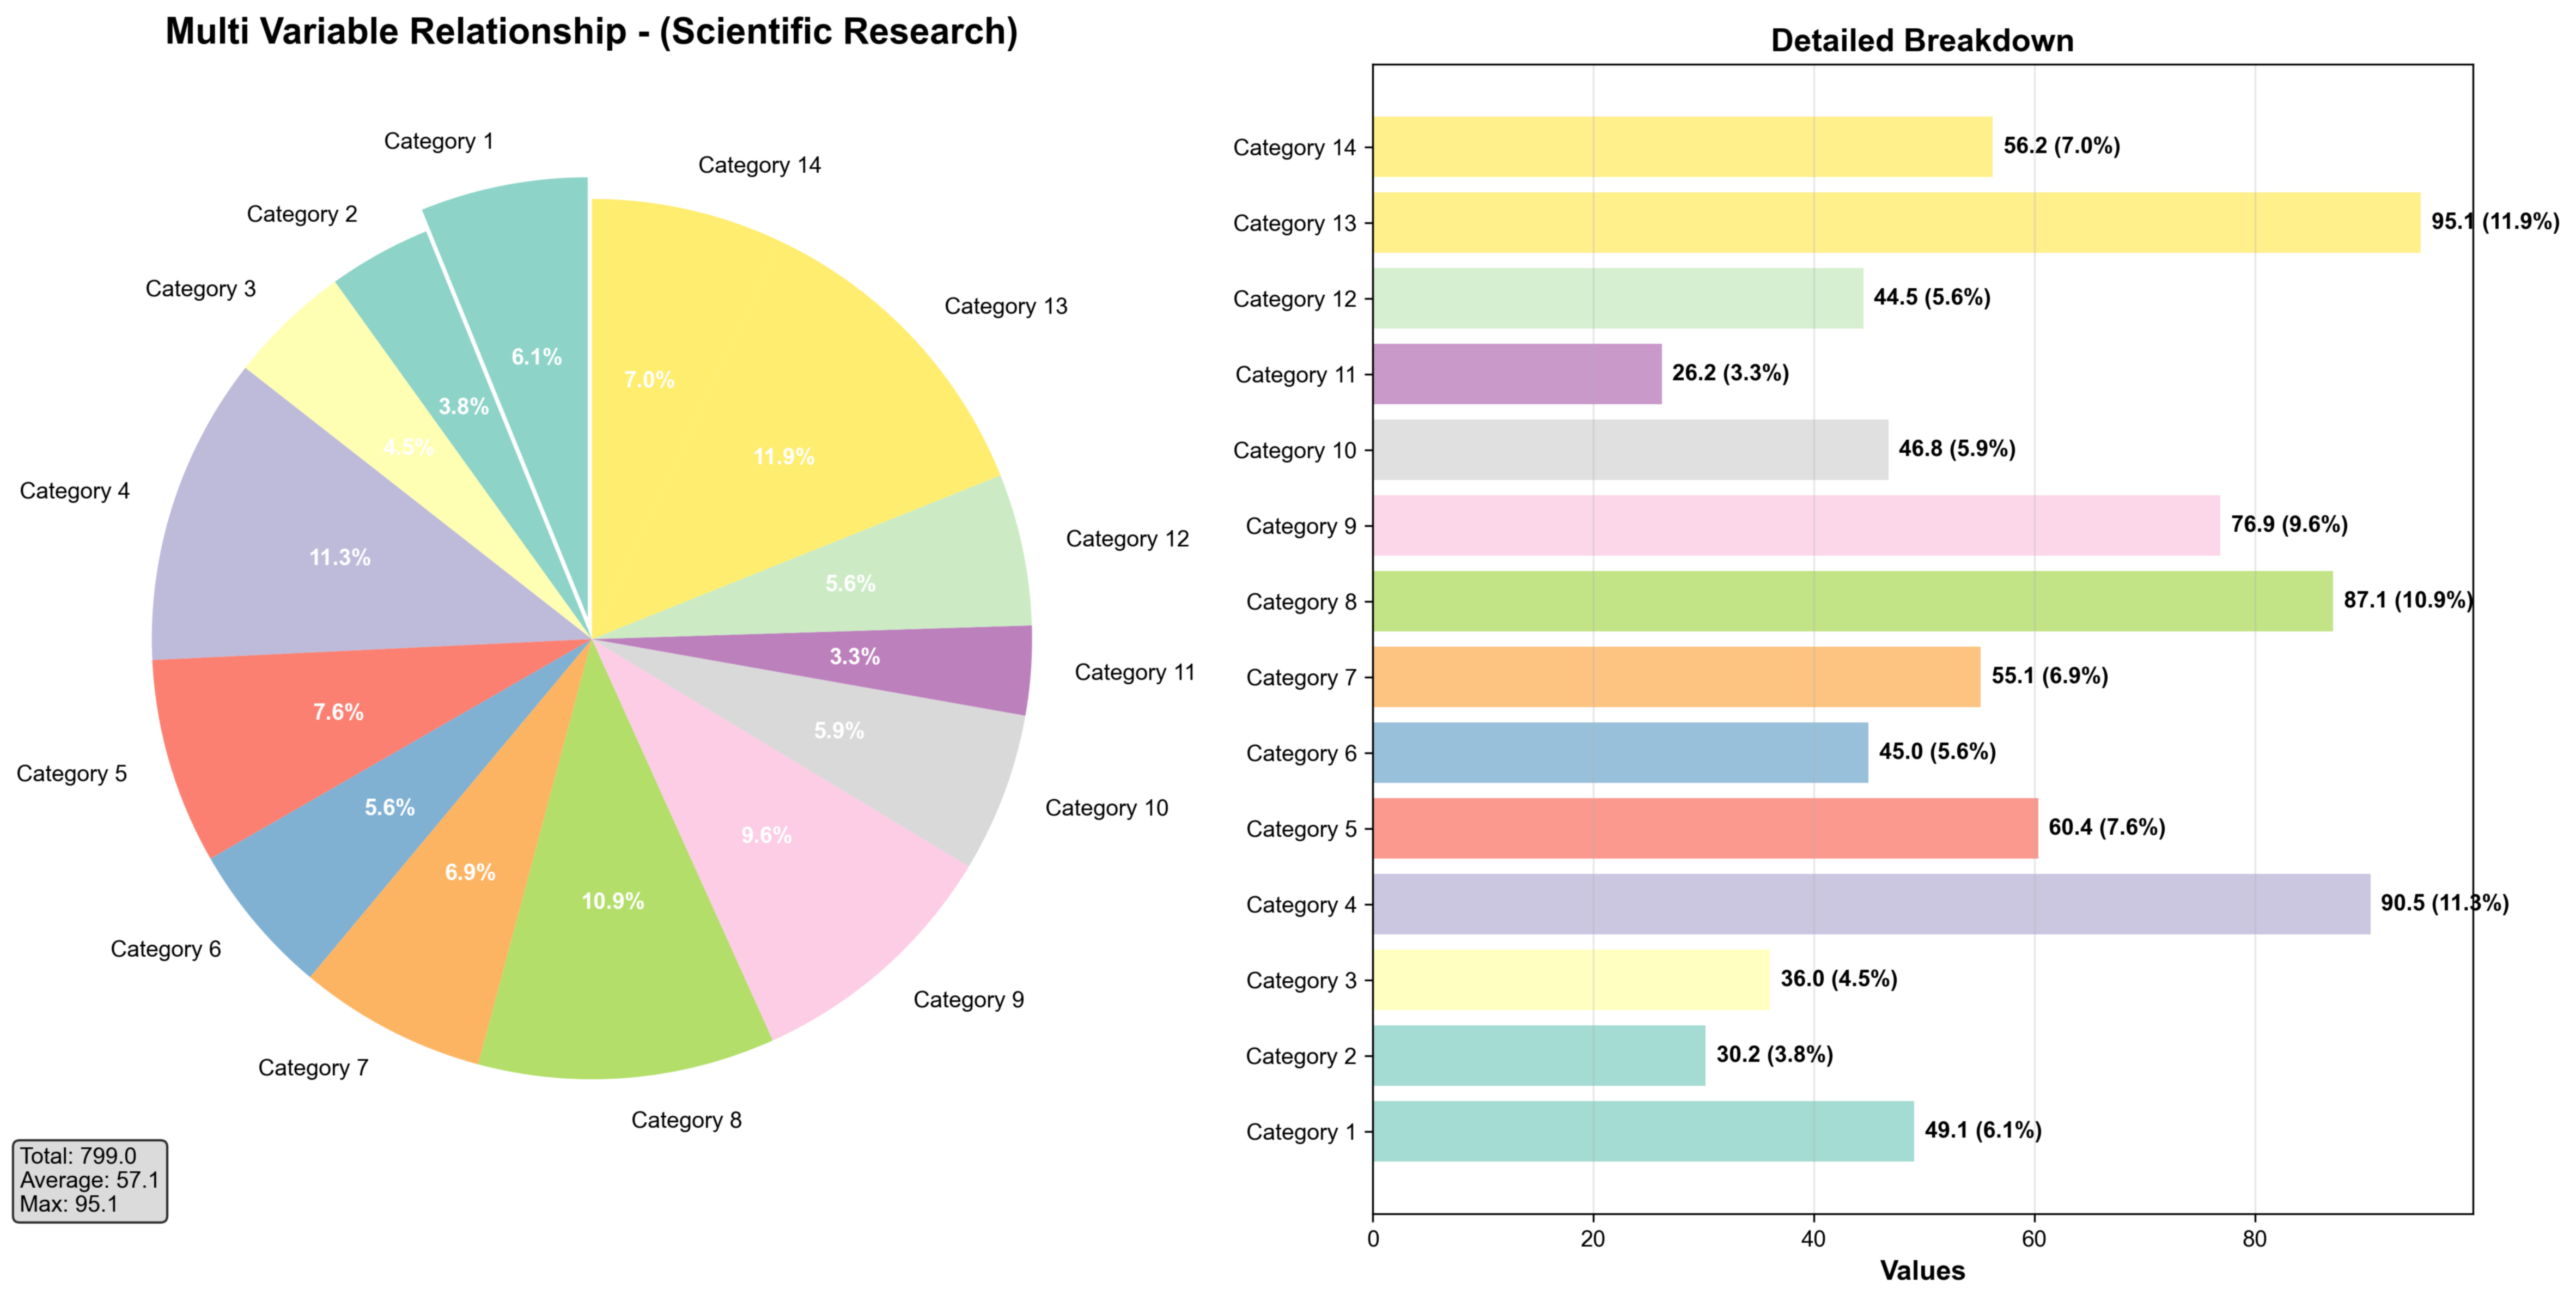 Multi Variable Relationship - (Scientific Research)
Category 1
Category 2
Category 3
Category 4
Category 5
Category 6
Category 7
Category 8
Category 9
Category 10
Category 11
Category 12
Category 13
Category 14
6.1%
3.8%
4.5%
11.3%
7.6%
5.6%
6.9%
10.9%
9.6%
5.9%
3.3%
5.6%
11.9%
7.0%
Total: 799.0
Average: 57.1
Max: 95.1
Detailed Breakdown
Category 14 56.2 (7.0%)
Category 13 95.1 (11.9%)
Category 12 44.5 (5.6%)
Category 11 26.2 (3.3%)
Category 10 46.8 (5.9%)
Category 9 76.9 (9.6%)
Category 8 87.1 (10.9%)
Category 7 55.1 (6.9%)
Category 6 45.0 (5.6%)
Category 5 60.4 (7.6%)
Category 4 90.5 (11.3%)
Category 3 36.0 (4.5%)
Category 2 30.2 (3.8%)
Category 1 49.1 (6.1%)
0 20 40 60 80
Values